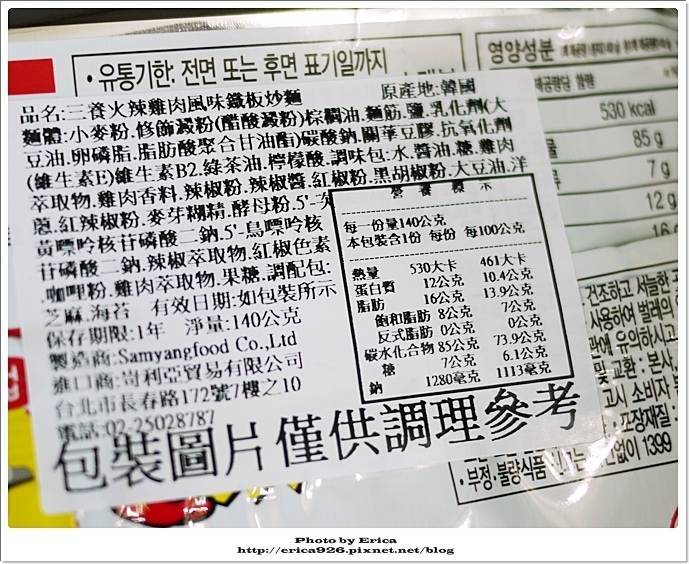 • 유통기한: 전면 또는 후면 표기일까지
영양성분
530 kcal
85 g
7 g
12 g
品名:三養火辣雞肉風味鐵板炒麵
原產地:韓國
麵體:小麥粉.修飾澱粉(醋酸澱粉)棕櫚油.麵筋.鹽.乳化劑(大
豆油.卵磷脂.脂肪酸聚合甘油酯)碳酸鈉.關華豆膠.抗氧化劑
(維生素E)維生素B2.綠茶油.檸檬酸.調味包:水.醬油.糖.雞肉
萃取物.雞肉香料.辣椒粉.辣椒醬.紅椒粉.黑胡椒粉.大豆油.洋
蔥.紅辣椒粉.麥芽糊精.酵母粉.5'-次
黃嘌呤核苷磷酸二鈉.5'-鳥嘌呤核
苷磷酸二鈉.辣椒萃取物.紅椒色素
.咖哩粉.雞肉萃取物.果糖.調配包:
芝麻.海苔 有效日期:如包裝所示
保存期限:1年 淨量:140公克
製造商:Samyangfood Co.,Ltd
進口商:岢利亞貿易有限公司
台北市長春路172號7樓之10
電話:02-25028787
營養標示
每一份量140公克
本包裝含1份 每份 每100公克
熱量 530大卡 461大卡
蛋白質 12公克 10.4公克
脂肪 16公克 13.9公克
飽和脂肪 8公克 7公克
反式脂肪 0公克 0公克
碳水化合物 85公克 73.9公克
糖 7公克 6.1公克
鈉 1280毫克 1113毫克
包裝圖片僅供調理參考
건조하고 서늘한
사용하여 벌레의
및 교환 : 본사,
고시 소비자
포장재질 :
• 부정·불량식품 신고는 국번없이 1399
Photo by Erica
http://erica926.pixnet.net/blog